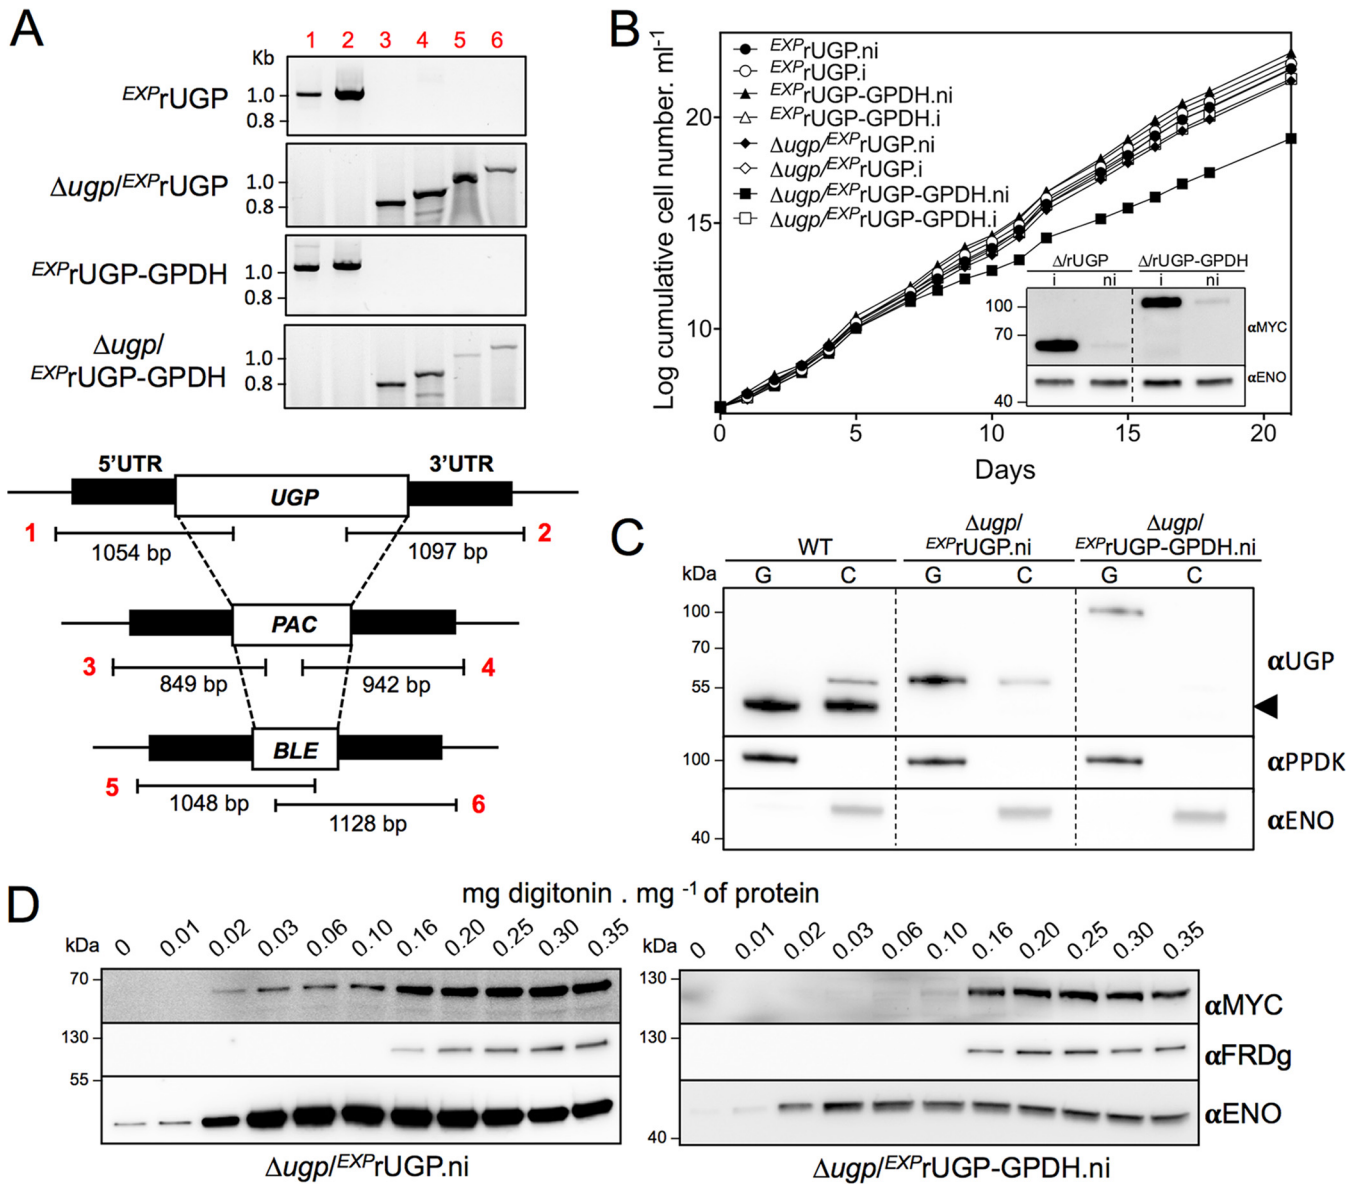 A
1 2 3 4 5 6
Kb
EXPrUGP
1.0
0.8
Δugp/EXPrUGP
1.0
0.8
EXPrUGP-GPDH
1.0
0.8
Δugp/
EXPrUGP-GPDH
1.0
0.8
5'UTR
3'UTR
UGP
1
1054 bp
1097 bp
2
PAC
3
849 bp
942 bp
4
BLE
5
1048 bp
1128 bp
6
B
Log cumulative cell number. ml-1
20
15
10
0 5 10 15 20
Days
EXPrUGP.ni
EXPrUGP.i
EXPrUGP-GPDH.ni
EXPrUGP-GPDH.i
Δugp/EXPrUGP.ni
Δugp/EXPrUGP.i
Δugp/EXPrUGP-GPDH.ni
Δugp/EXPrUGP-GPDH.i
Δ/rUGP Δ/rUGP-GPDH
i ni i ni
100
70
αMYC
αENO
40
C
WT
Δugp/
EXPrUGP.ni
Δugp/
EXPrUGP-GPDH.ni
kDa
G C G C G C
100
70
55
αUGP
100
αPPDK
αENO
40
D
mg digitonin . mg -1 of protein
kDa 0 0.01 0.02 0.03 0.06 0.10 0.16 0.20 0.25 0.30 0.35
kDa 0 0.01 0.02 0.03 0.06 0.10 0.16 0.20 0.25 0.30 0.35
70
130
αMYC
130
130
αFRDg
55
αENO
40
Δugp/EXPrUGP.ni
Δugp/EXPrUGP-GPDH.ni